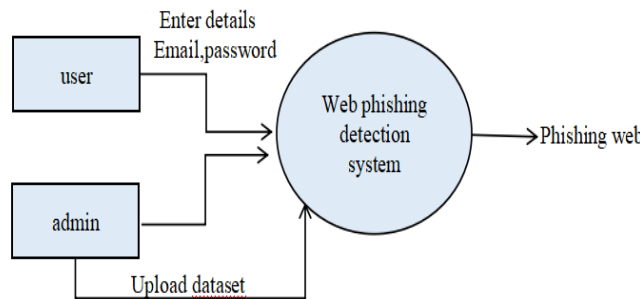 Enter details
Email,password
user
Web phishing
detection
system
Phishing web
admin
Upload dataset